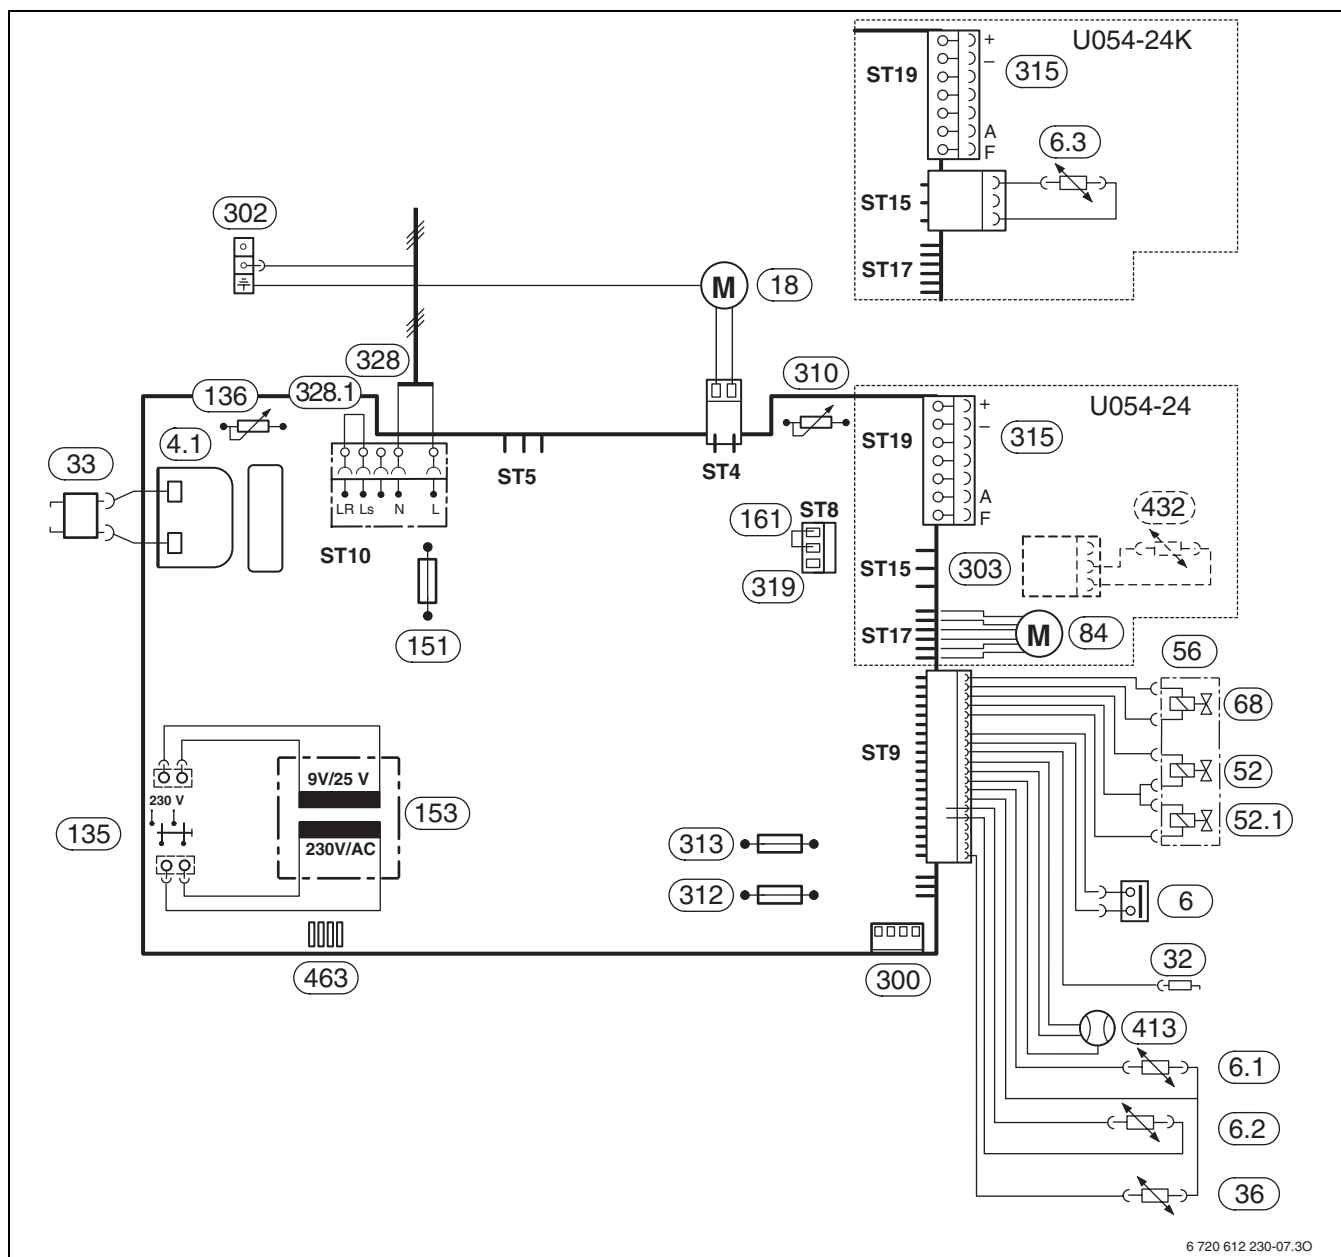 U054-24K
+
–
ST19
315
A
F
6.3
ST15
ST17
302
M
18
328
136
328.1
310
4.1
33
ST5
ST4
LR
Ls
N
L
ST10
151
U054-24
+
–
ST19
315
A
F
161
ST8
319
432
303
ST15
ST17
M
84
56
68
ST9
52
52.1
9V/25 V
230 V
153
135
230V/AC
313
312
6
463
300
32
413
6.1
6.2
36
6 720 612 230-07.3O